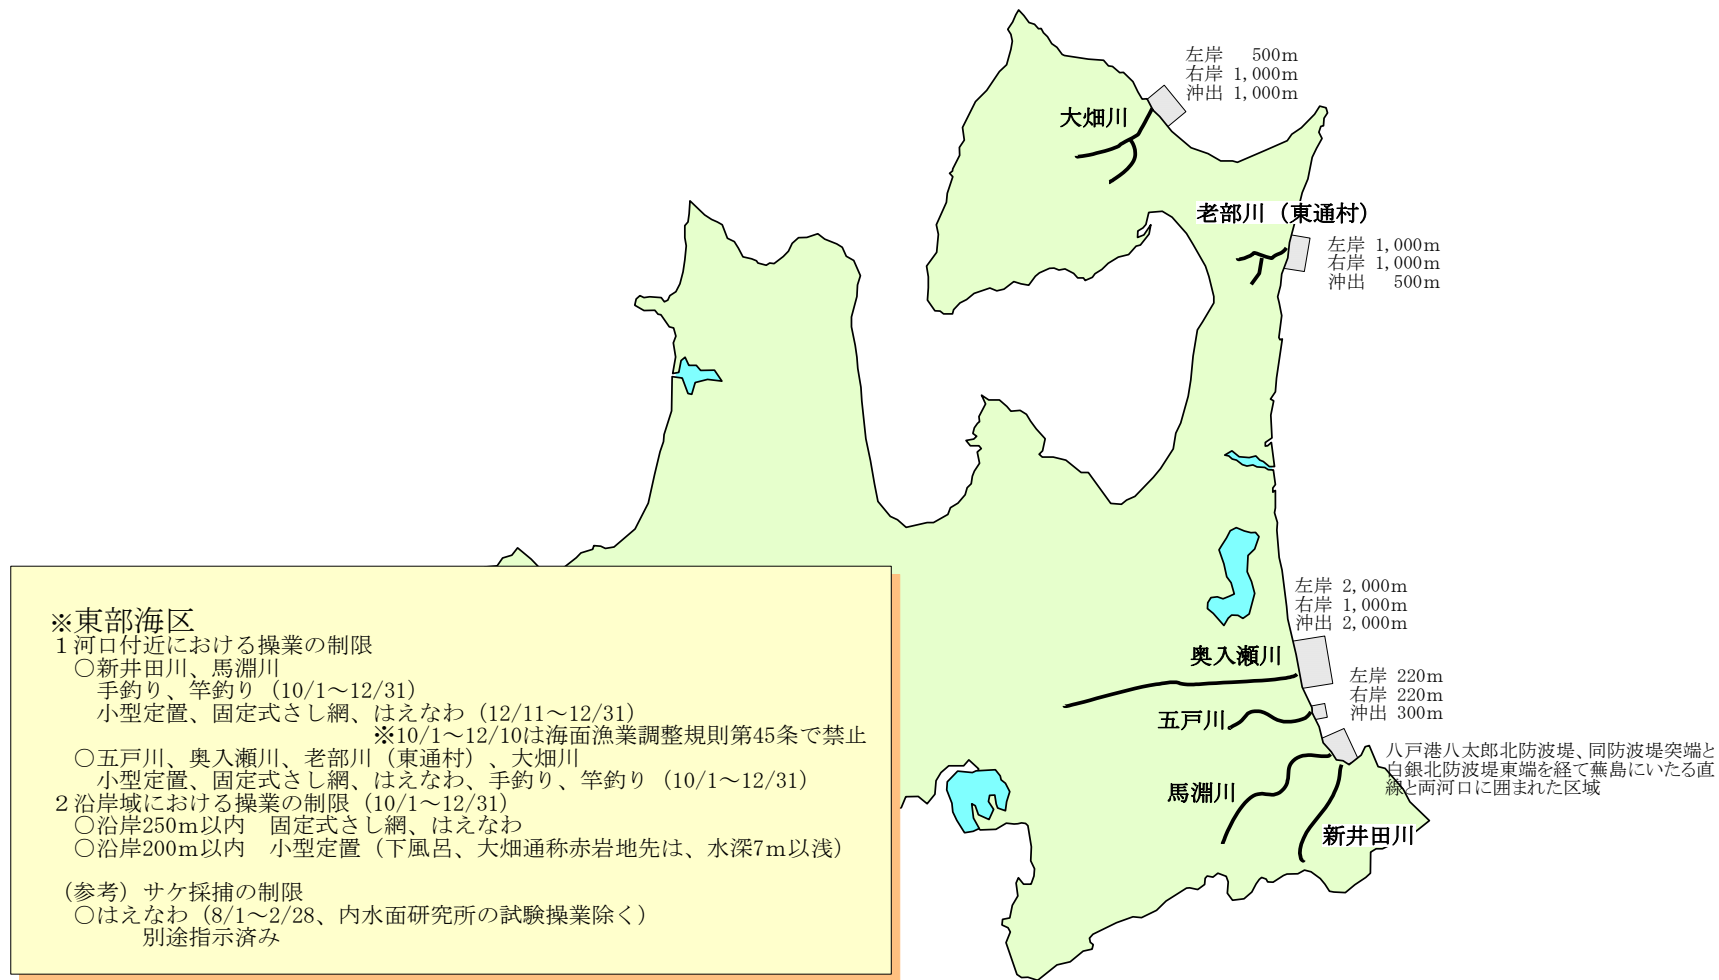 左岸 500m
右岸 1,000m
沖出 1,000m
大畑川
老部川（東通村）
左岸 1,000m
右岸 1,000m
沖出 500m
左岸 2,000m
右岸 1,000m
沖出 2,000m
奥入瀬川
左岸 220m
右岸 220m
沖出 300m
五戸川
八戸港八太郎北防波堤、同防波堤突端と
白銀北防波堤東端を経て蕪島にいたる直
線と両河口に囲まれた区域
馬淵川
新井田川
※東部海区
１河口付近における操業の制限
○新井田川、馬淵川
手釣り、竿釣り（10/1～12/31）
小型定置、固定式さし網、はえなわ（12/11～12/31）
※10/1～12/10は海面漁業調整規則第45条で禁止
○五戸川、奥入瀬川、老部川（東通村）、大畑川
小型定置、固定式さし網、はえなわ、手釣り、竿釣り（10/1～12/31）
２沿岸域における操業の制限（10/1～12/31）
○沿岸250m以内　固定式さし網、はえなわ
○沿岸200m以内　小型定置（下風呂、大畑通称赤岩地先は、水深7m以浅）
（参考）サケ採捕の制限
○はえなわ（8/1～2/28、内水面研究所の試験操業除く）
別途指示済み